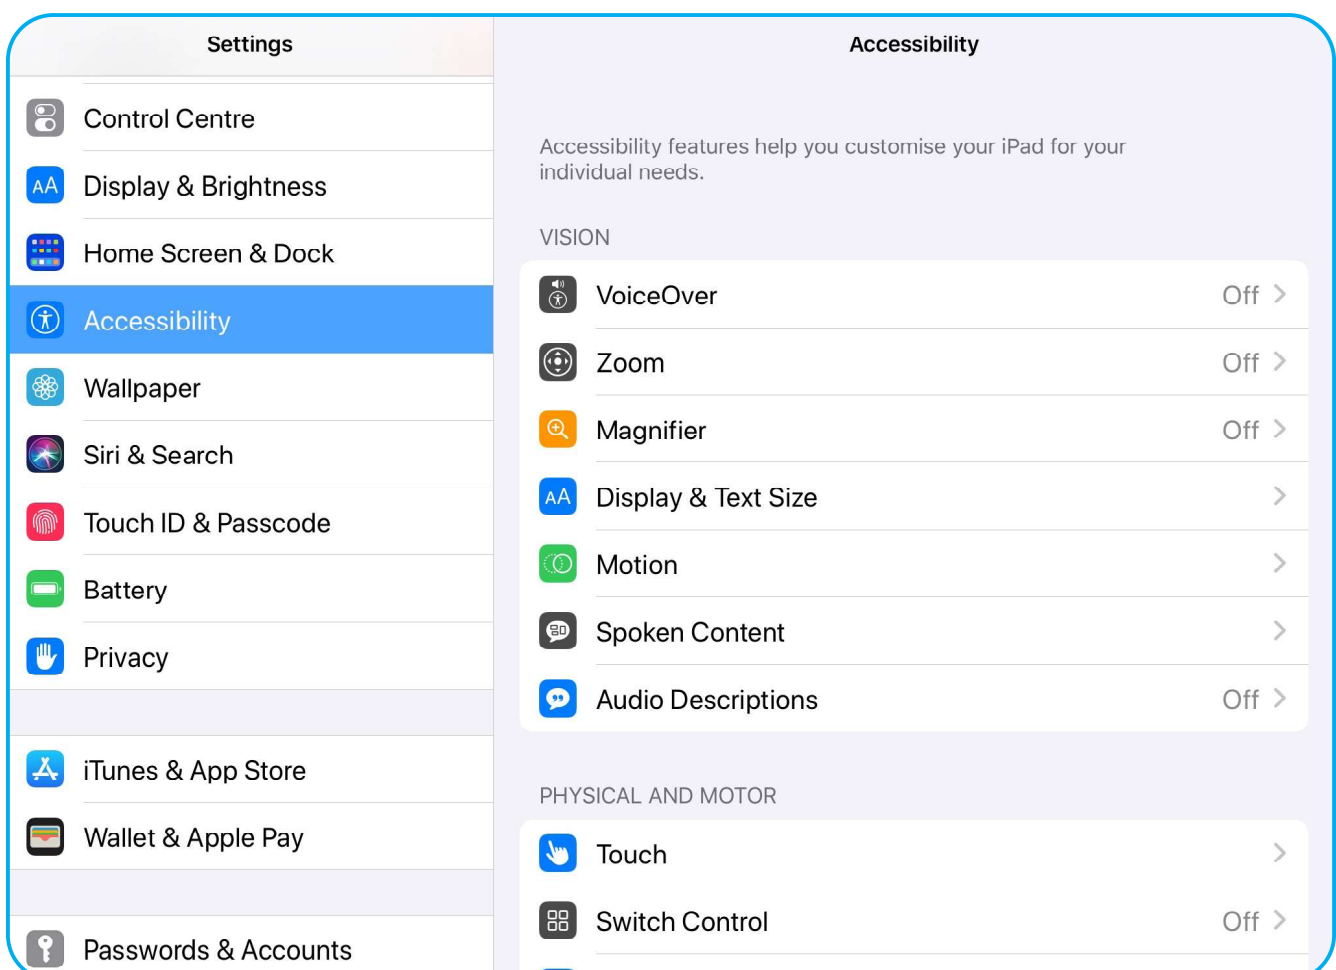 Settings
Control Centre
Display & Brightness
Home Screen & Dock
Accessibility
Wallpaper
Siri & Search
Touch ID & Passcode
Battery
Privacy
iTunes & App Store
Wallet & Apple Pay
Passwords & Accounts
Accessibility
Accessibility features help you customise your iPad for your
individual needs.
VISION
VoiceOver Off
Zoom Off
Magnifier Off
Display & Text Size
Motion
Spoken Content
Audio Descriptions Off
PHYSICAL AND MOTOR
Touch
Switch Control Off